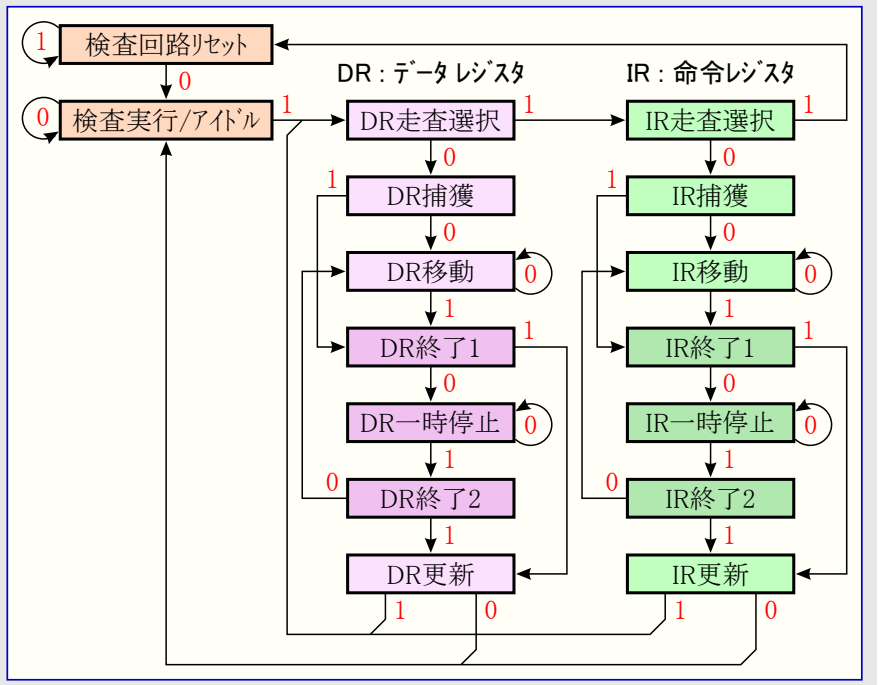 1
検査回路リセット
0
DR : データ レジスタ
IR : 命令レジスタ
0
検査実行/アイドル
1
DR走査選択
1
IR走査選択
1
0
0
1
DR捕獲
1
IR捕獲
0
0
DR移動
0
IR移動
0
1
1
DR終了1
1
IR終了1
1
0
0
DR一時停止
0
IR一時停止
0
1
1
0
DR終了2
0
IR終了2
1
1
DR更新
IR更新
1
0
1
0